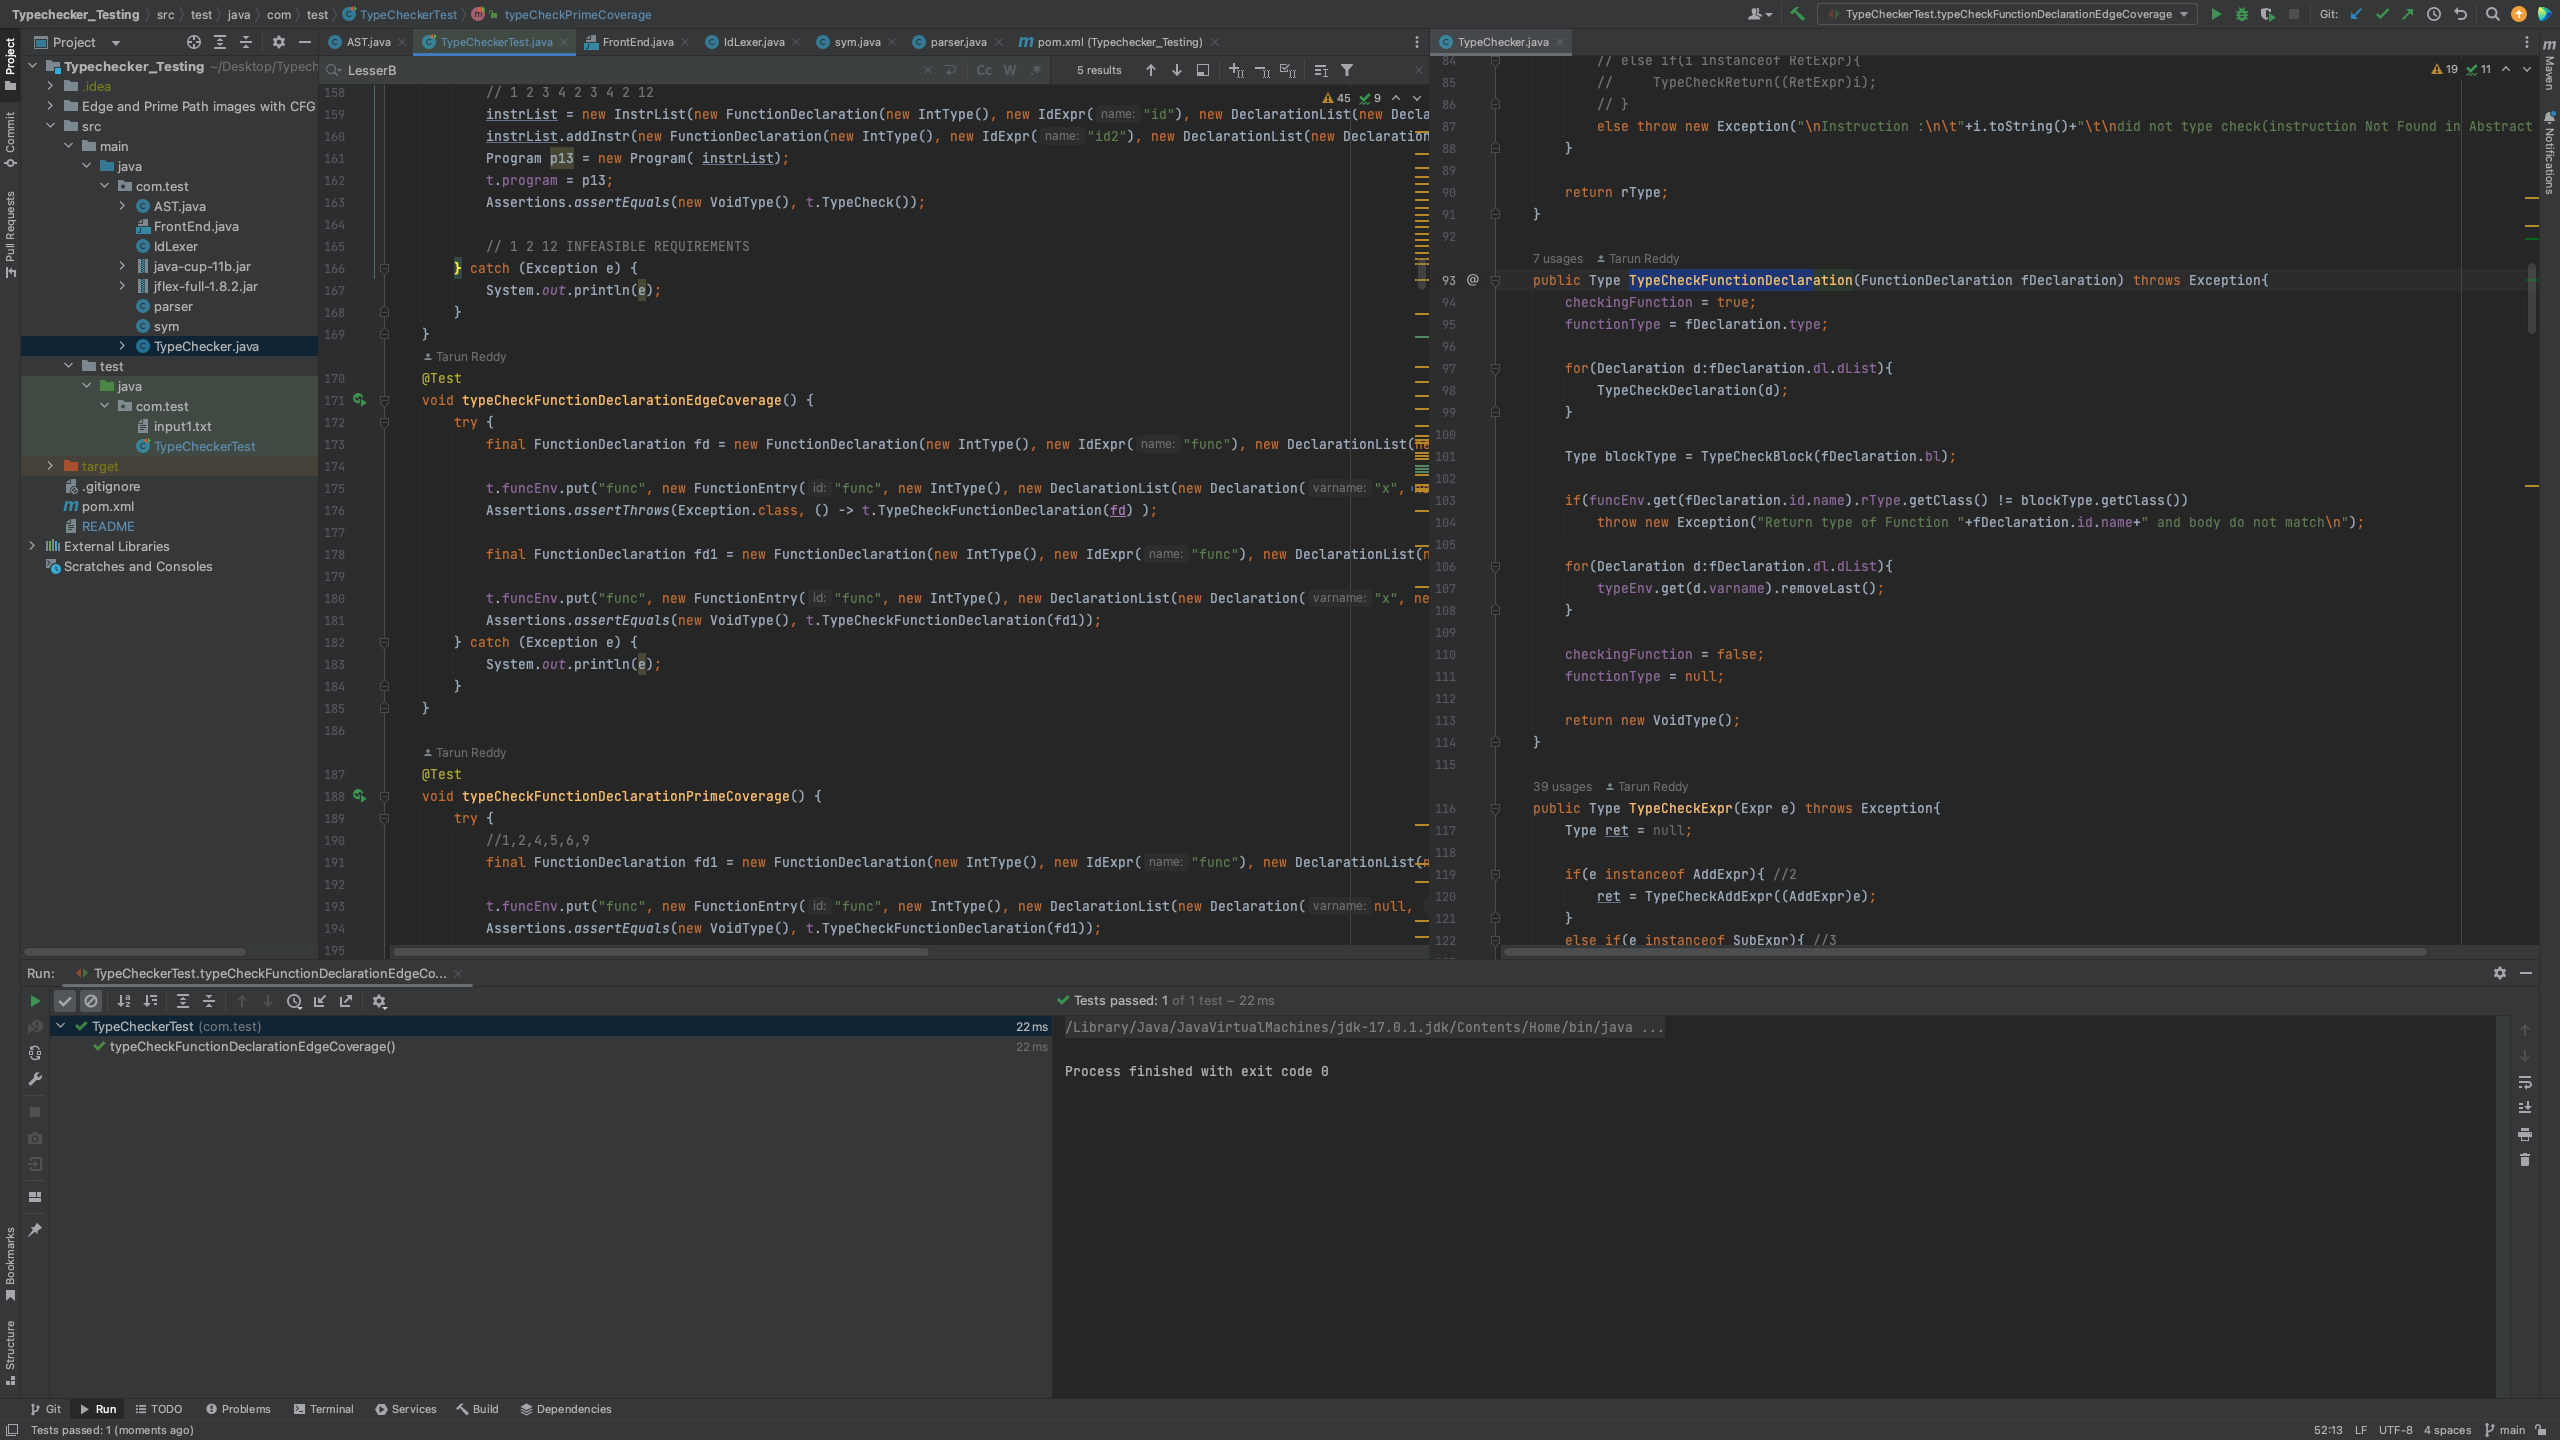 Typechecker_Testing > src > test > java > com > test > TypeCheckerTest > typeCheckPrimeCoverage
TypeCheckerTest.typeCheckFunctionDeclarationEdgeCoverage
Git:
Project
AST.java
TypeCheckerTest.java
FrontEnd.java
IdLexer.java
sym.java
parser.java
pom.xml (Typechecker_Testing)
TypeChecker.java
Project
Commit
Pull Requests
Bookmarks
Structure
Maven
Notifications
Typechecker_Testing ~/Desktop/Typech
.idea
Edge and Prime Path images with CFG
src
main
java
com.test
AST.java
FrontEnd.java
IdLexer
java-cup-11b.jar
jflex-full-1.8.2.jar
parser
sym
TypeChecker.java
test
java
com.test
input1.txt
TypeCheckerTest
target
.gitignore
pom.xml
README
External Libraries
Scratches and Consoles
LesserB
Cc W .* 5 results
45 9
158 // 1 2 3 4 2 3 4 2 12
159 instrList = new InstrList(new FunctionDeclaration(new IntType(), new IdExpr( name: "id"), new DeclarationList(new Decla
160 instrList.addInstr(new FunctionDeclaration(new IntType(), new IdExpr( name: "id2"), new DeclarationList(new Declaration
161 Program p13 = new Program( instrList);
162 t.program = p13;
163 Assertions.assertEquals(new VoidType(), t.TypeCheck());
164
165 // 1 2 12 INFEASIBLE REQUIREMENTS
166 } catch (Exception e) {
167 System.out.println(e);
168 }
169 }
Tarun Reddy
170 @Test
171 void typeCheckFunctionDeclarationEdgeCoverage() {
172 try {
173 final FunctionDeclaration fd = new FunctionDeclaration(new IntType(), new IdExpr( name: "func"), new DeclarationList(ne
174
175 t.funcEnv.put("func", new FunctionEntry( id: "func", new IntType(), new DeclarationList(new Declaration( varname: "x",
176 Assertions.assertThrows(Exception.class, () -> t.TypeCheckFunctionDeclaration(fd) );
177
178 final FunctionDeclaration fd1 = new FunctionDeclaration(new IntType(), new IdExpr( name: "func"), new DeclarationList(n
179
180 t.funcEnv.put("func", new FunctionEntry( id: "func", new IntType(), new DeclarationList(new Declaration( varname: "x", ne
181 Assertions.assertEquals(new VoidType(), t.TypeCheckFunctionDeclaration(fd1));
182 } catch (Exception e) {
183 System.out.println(e);
184 }
185 }
186
Tarun Reddy
187 @Test
188 void typeCheckFunctionDeclarationPrimeCoverage() {
189 try {
190 //1,2,4,5,6,9
191 final FunctionDeclaration fd1 = new FunctionDeclaration(new IntType(), new IdExpr( name: "func"), new DeclarationList(n
192
193 t.funcEnv.put("func", new FunctionEntry( id: "func", new IntType(), new DeclarationList(new Declaration( varname: null,
194 Assertions.assertEquals(new VoidType(), t.TypeCheckFunctionDeclaration(fd1));
195
19 11
84 // else if(i instanceof RetExpr){
85 // TypeCheckReturn((RetExpr)i);
86 // }
87 else throw new Exception("\nInstruction :\n\t"+i.toString()+"\t\ndid not type check(instruction Not Found in Abstract
88 }
89
90 return rType;
91 }
92
7 usages Tarun Reddy
93 @ public Type TypeCheckFunctionDeclaration(FunctionDeclaration fDeclaration) throws Exception{
94 checkingFunction = true;
95 functionType = fDeclaration.type;
96
97 for(Declaration d:fDeclaration.dl.dList){
98 TypeCheckDeclaration(d);
99 }
100
101 Type blockType = TypeCheckBlock(fDeclaration.bl);
102
103 if(funcEnv.get(fDeclaration.id.name).rType.getClass() != blockType.getClass())
104 throw new Exception("Return type of Function "+fDeclaration.id.name+" and body do not match\n");
105
106 for(Declaration d:fDeclaration.dl.dList){
107 typeEnv.get(d.varname).removeLast();
108 }
109
110 checkingFunction = false;
111 functionType = null;
112
113 return new VoidType();
114 }
115
39 usages Tarun Reddy
116 public Type TypeCheckExpr(Expr e) throws Exception{
117 Type ret = null;
118
119 if(e instanceof AddExpr){ //2
120 ret = TypeCheckAddExpr((AddExpr)e);
121 }
122 else if(e instanceof SubExpr){ //3
Run: TypeCheckerTest.typeCheckFunctionDeclarationEdgeCo...
Tests passed: 1 of 1 test – 22 ms
TypeCheckerTest (com.test) 22 ms
typeCheckFunctionDeclarationEdgeCoverage() 22 ms
/Library/Java/JavaVirtualMachines/jdk-17.0.1.jdk/Contents/Home/bin/java ...
Process finished with exit code 0
Git
Run
TODO
Problems
Terminal
Services
Build
Dependencies
Tests passed: 1 (moments ago)
52:13 LF UTF-8 4 spaces main